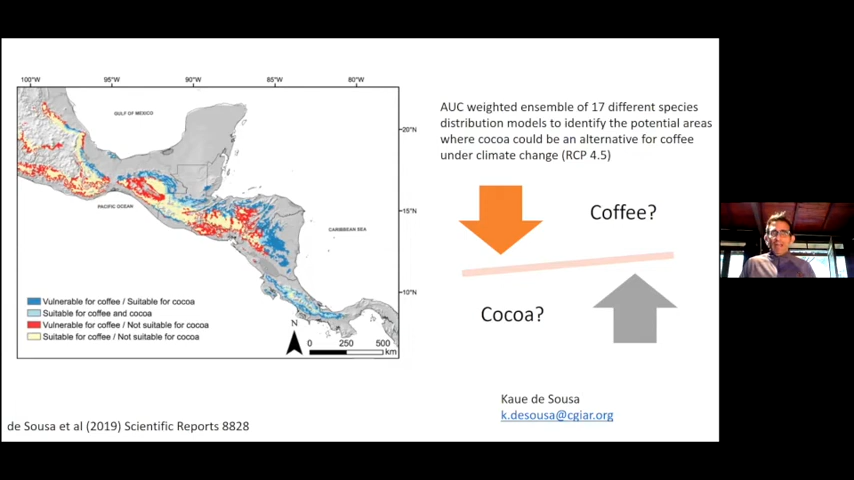 100°W 95°W 90°W 85°W 80°W
GULF OF MEXICO
20°N
PACIFIC OCEAN
15°N
CARIBBEAN SEA
10°N
Vulnerable for coffee / Suitable for cocoa
Suitable for coffee and cocoa
Vulnerable for coffee / Not suitable for cocoa
Suitable for coffee / Not suitable for cocoa
N
0 250 500
km
AUC weighted ensemble of 17 different species
distribution models to identify the potential areas
where cocoa could be an alternative for coffee
under climate change (RCP 4.5)
Coffee?
Cocoa?
Kaue de Sousa
k.desousa@cgiar.org
de Sousa et al (2019) Scientific Reports 8828